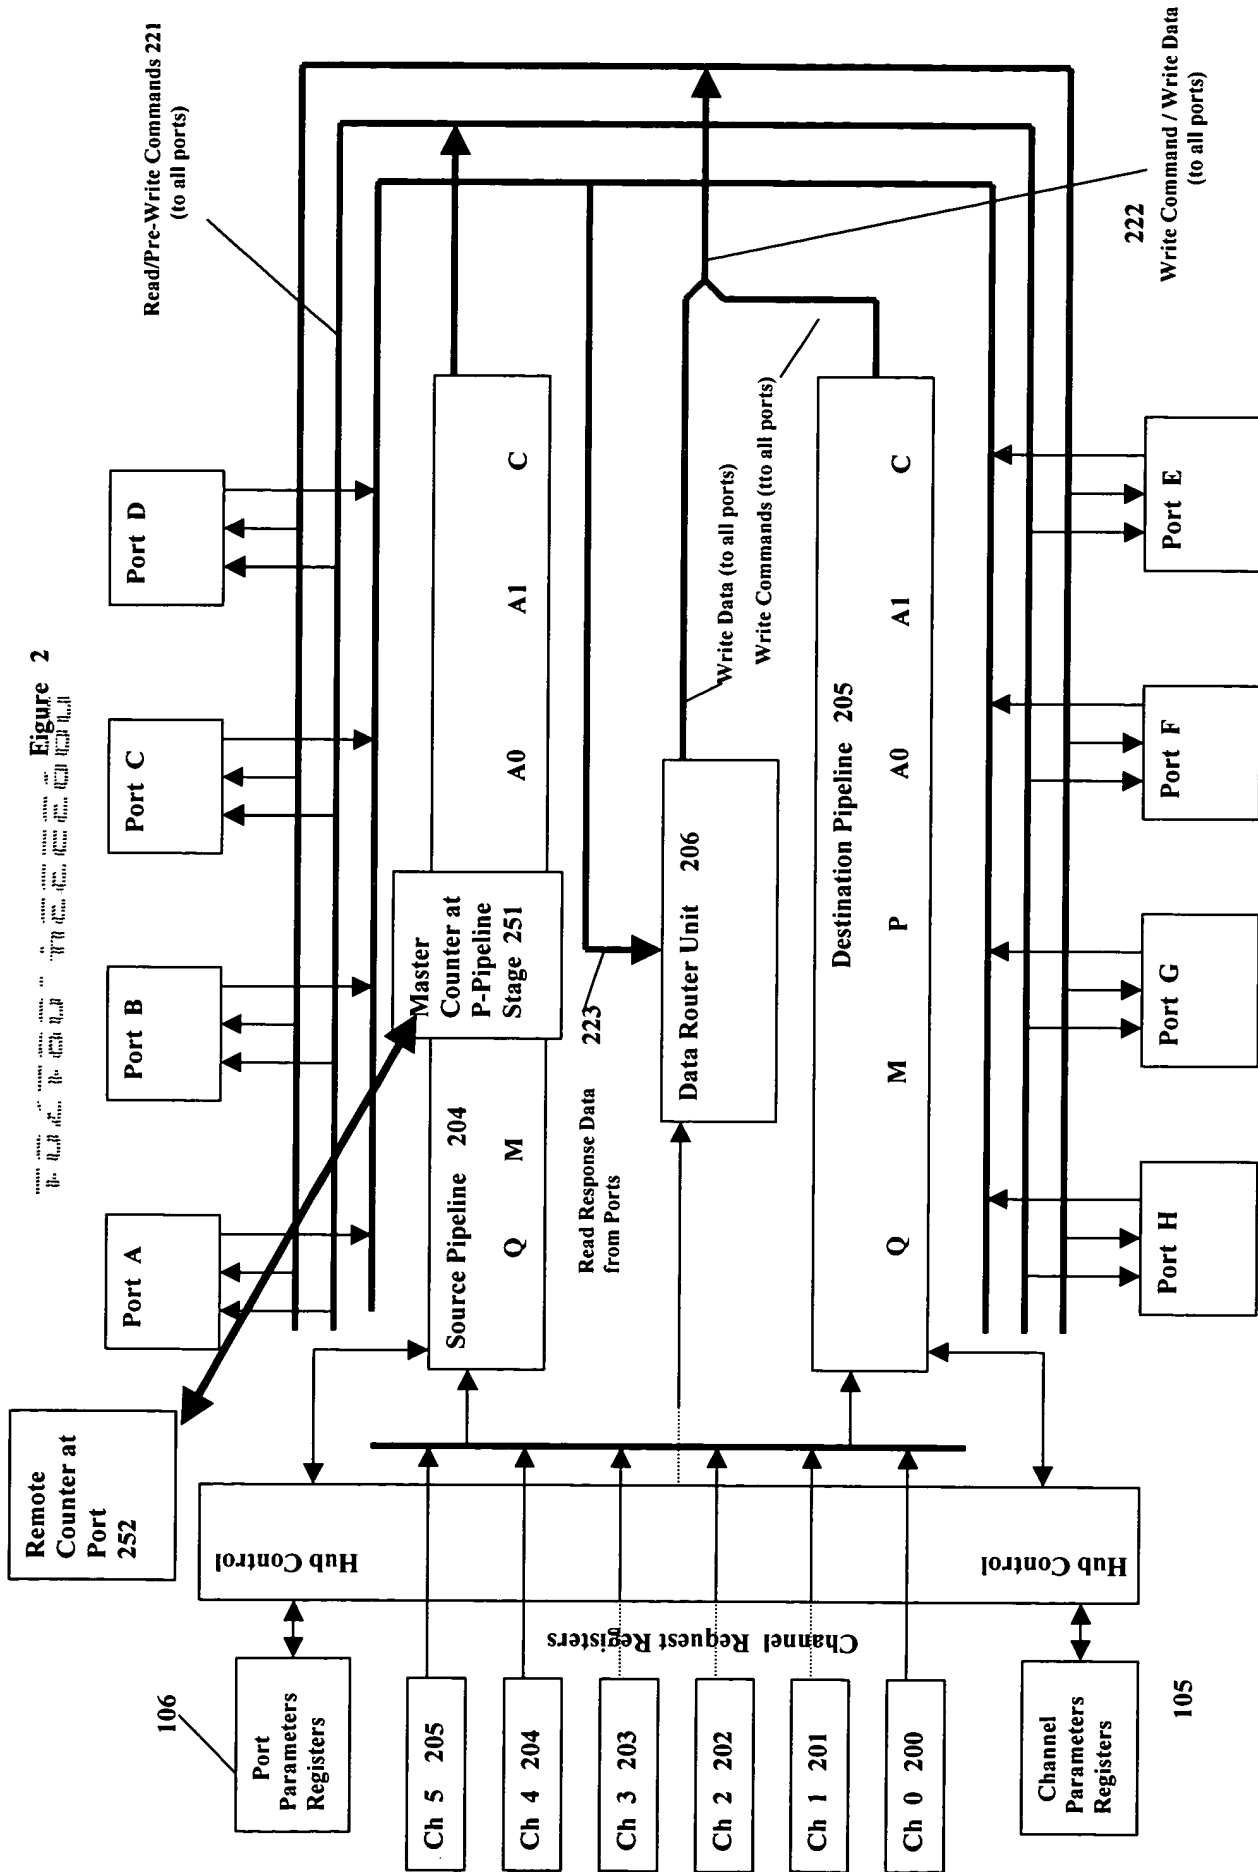 Eigure 2
Remote
Counter at
Port
252
Port A
Port B
Port C
Port D
Read/Pre-Write Commands 221
(to all ports)
106
Port
Parameters
Registers
Hub Control
Hub Control
Channel Request Registers
Ch 5 205
Ch 4 204
Ch 3 203
Ch 2 202
Ch 1 201
Ch 0 200
Channel
Parameters
Registers
105
Source Pipeline 204
Q M
Master
Counter at
P-Pipeline
Stage 251
A0 A1 C
Read Response Data
from Ports
223
Data Router Unit 206
Write Data (to all ports)
Write Commands (tto all ports)
Destination Pipeline 205
Q M P A0 A1 C
222
Write Command / Write Data
(to all ports)
Port H
Port G
Port F
Port E